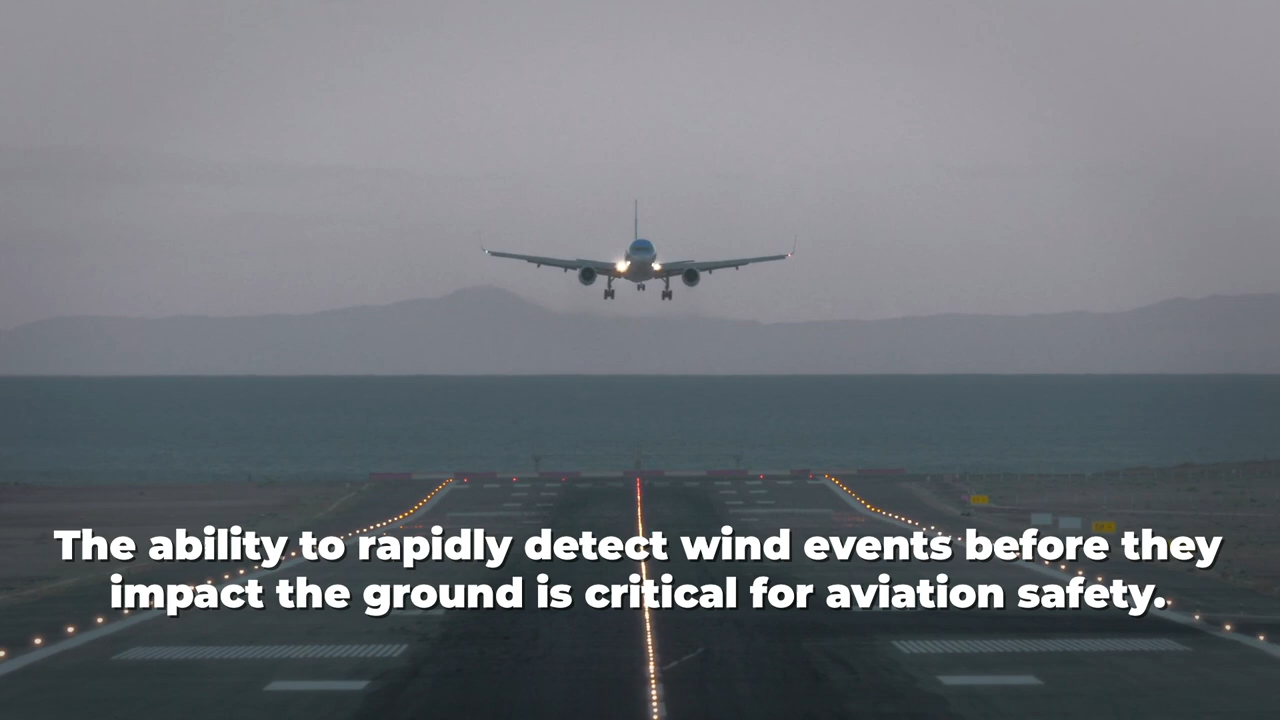 The ability to rapidly detect wind events before they
impact the ground is critical for aviation safety.